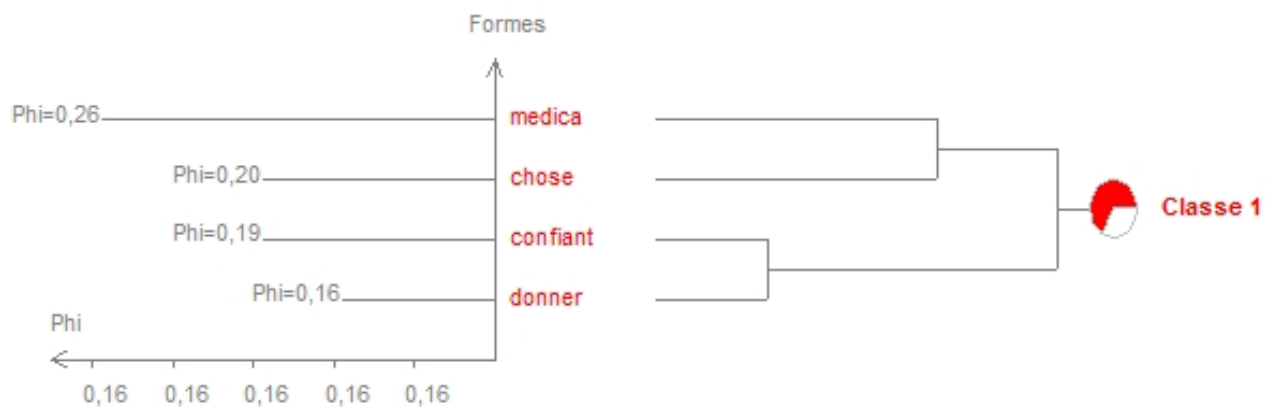 Formes
Phi=0,26 medica
Phi=0,20 chose
Classe 1
Phi=0,19 confiant
Phi=0,16 donner
Phi
0,16 0,16 0,16 0,16 0,16